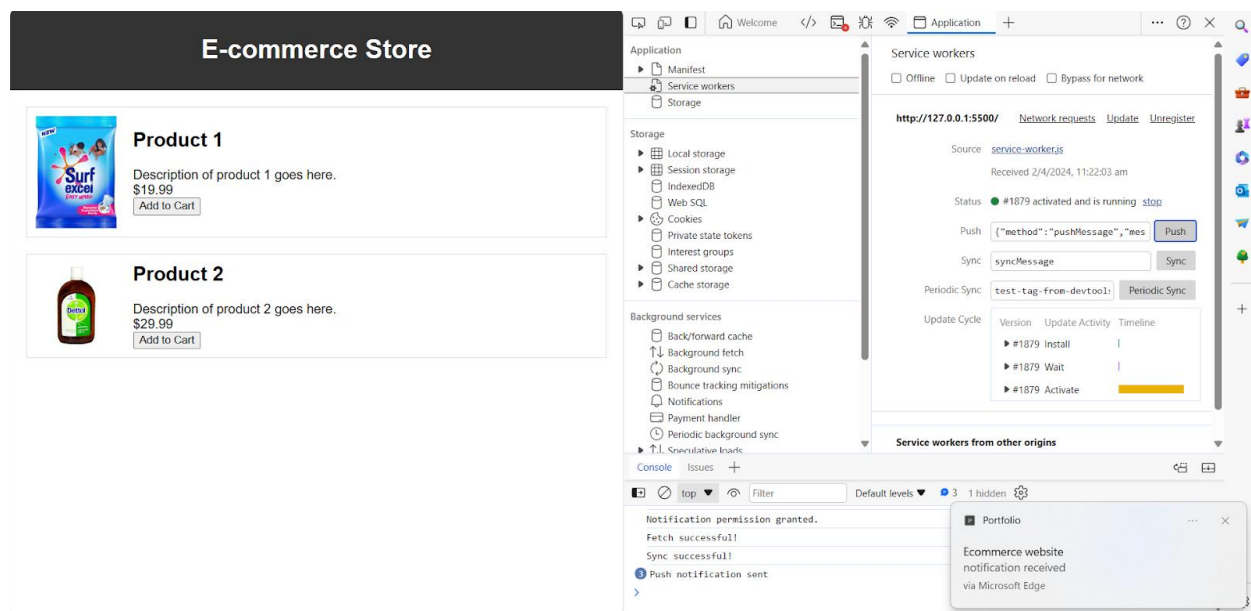 E-commerce Store
NEW
Surf
excel
EASY WASH
Product 1
Description of product 1 goes here.
$19.99
Add to Cart
Dettol
Product 2
Description of product 2 goes here.
$29.99
Add to Cart
Welcome
Application
Application
Manifest
Service workers
Storage
Storage
Local storage
Session storage
IndexedDB
Web SQL
Cookies
Private state tokens
Interest groups
Shared storage
Cache storage
Background services
Back/forward cache
Background fetch
Background sync
Bounce tracking mitigations
Notifications
Payment handler
Periodic background sync
Speculative loads
Service workers
Offline Update on reload Bypass for network
http://127.0.0.1:5500/ Network requests Update Unregister
Source service-worker.js
Received 2/4/2024, 11:22:03 am
Status #1879 activated and is running stop
Push {"method":"pushMessage","mes Push
Sync syncMessage Sync
Periodic Sync test-tag-from-devtools Periodic Sync
Update Cycle Version Update Activity Timeline
#1879 Install
#1879 Wait
#1879 Activate
Service workers from other origins
Console Issues
top Filter Default levels 3 1 hidden
Notification permission granted.
Fetch successful!
Sync successful!
3 Push notification sent
Portfolio
Ecommerce website
notification received
via Microsoft Edge